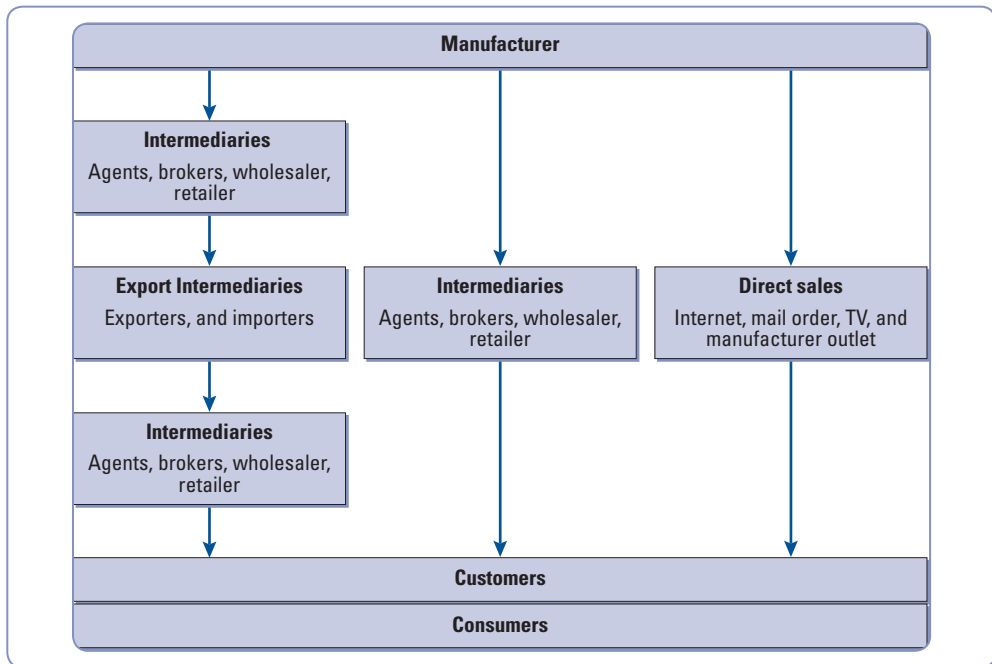 Manufacturer
Intermediaries
Agents, brokers, wholesaler,
retailer
Export Intermediaries
Exporters, and importers
Intermediaries
Agents, brokers, wholesaler,
retailer
Intermediaries
Agents, brokers, wholesaler,
retailer
Direct sales
Internet, mail order, TV, and
manufacturer outlet
Customers
Consumers